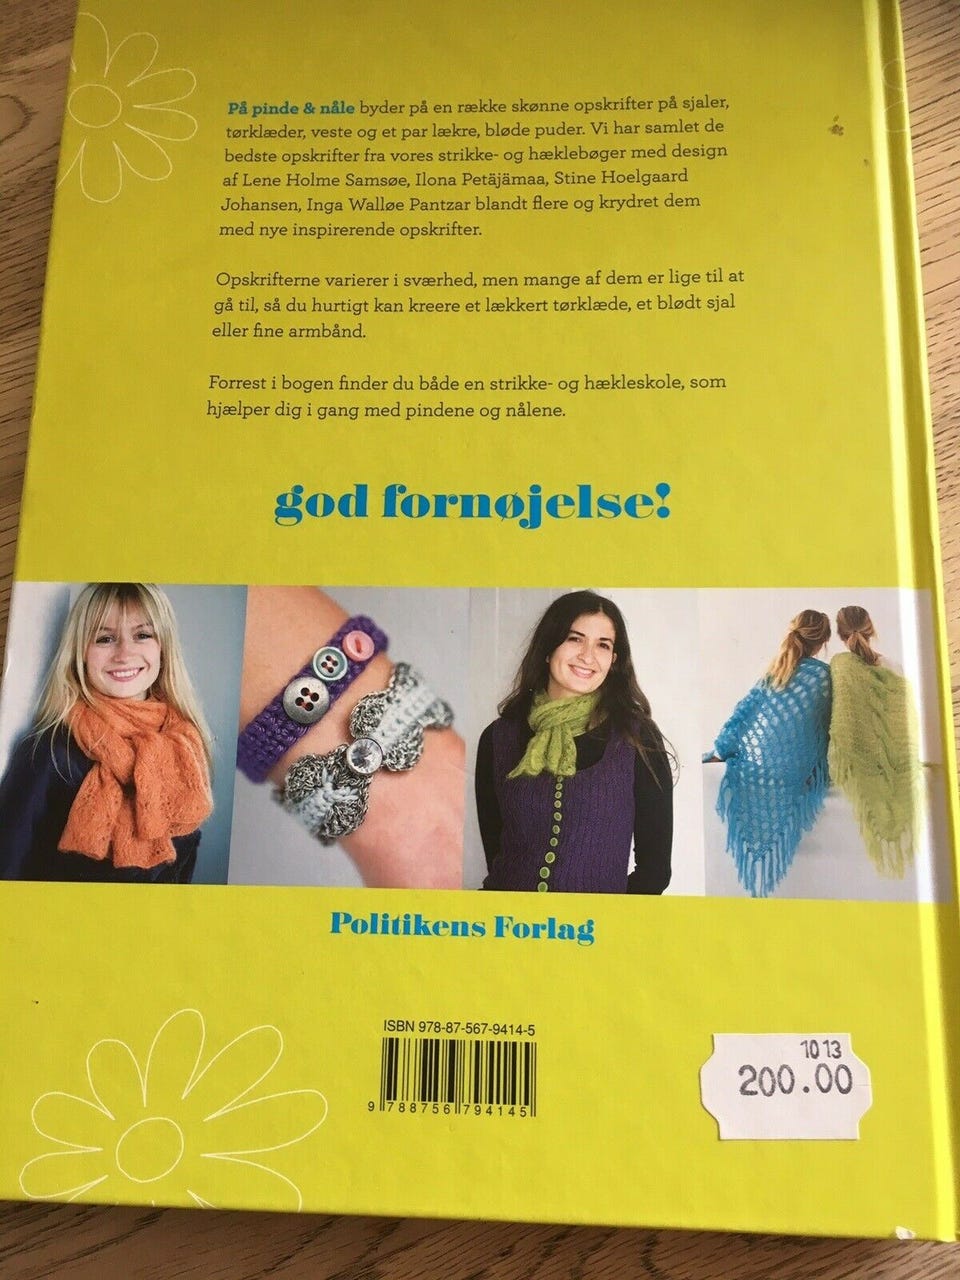 På pinde & nåle byder på en række skønne opskrifter på sjaler,
tørklæder, veste og et par lækre, bløde puder. Vi har samlet de
bedste opskrifter fra vores strikke- og hæklebøger med design
af Lene Holme Samsøe, Ilona Petäjämaa, Stine Hoelgaard
Johansen, Inga Walløe Pantzar blandt flere og krydret dem
med nye inspirerende opskrifter.
Opskrifterne varierer i sværhed, men mange af dem er lige til at
gå til, så du hurtigt kan kreere et lækkert tørklæde, et blødt sjal
eller fine armbånd.
Forrest i bogen finder du både en strikke- og hækleskole, som
hjælper dig i gang med pindene og nålene.
god fornøjelse!
Politikens Forlag
ISBN 978-87-567-9414-5
9 788756 794145
1013
200.00